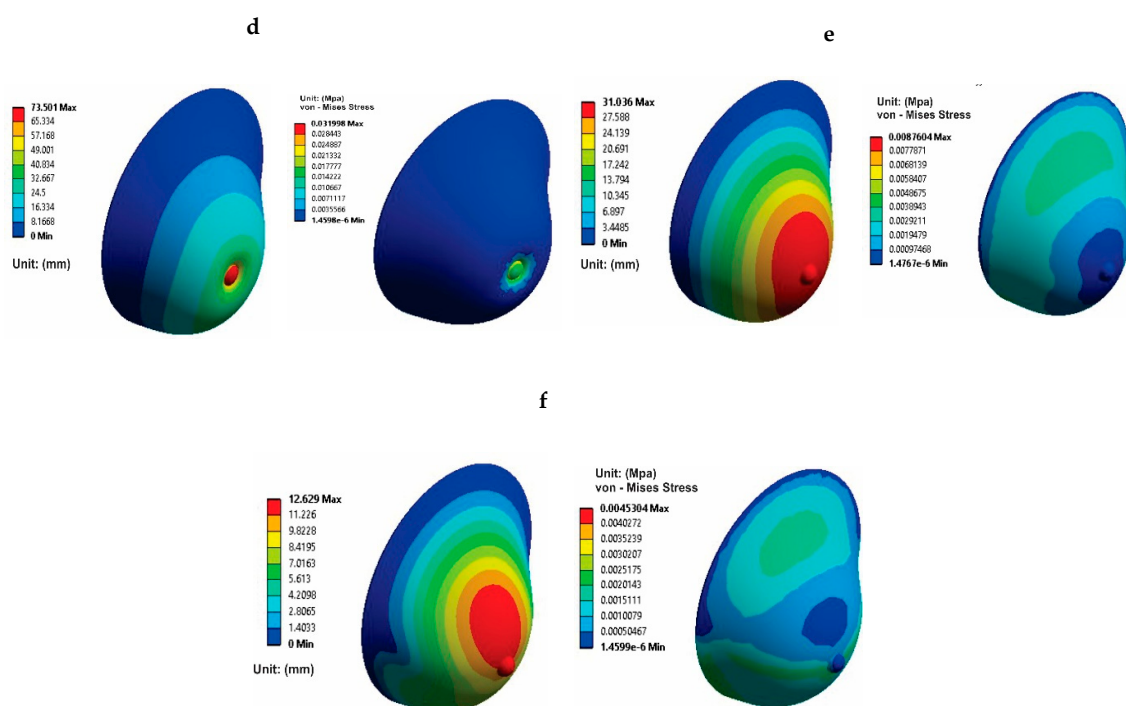 d
73.501 Max
65.334
57.168
49.001
40.834
32.667
24.5
16.334
8.1668
0 Min
Unit: (mm)
Unit: (Mpa)
von - Mises Stress
0.031998 Max
0.028443
0.024887
0.021332
0.017777
0.014222
0.010667
0.0071117
0.0035566
1.4598e-6 Min
e
31.036 Max
27.588
24.139
20.691
17.242
13.794
10.345
6.897
3.4485
0 Min
Unit: (mm)
Unit: (Mpa)
von - Mises Stress
0.0087604 Max
0.0077871
0.0068139
0.0058407
0.0048675
0.0038943
0.0029211
0.0019479
0.00097468
1.4767e-6 Min
f
12.629 Max
11.226
9.8228
8.4195
7.0163
5.613
4.2098
2.8065
1.4033
0 Min
Unit: (mm)
Unit: (Mpa)
von - Mises Stress
0.0045304 Max
0.0040272
0.0035239
0.0030207
0.0025175
0.0020143
0.0015111
0.0010079
0.00050467
1.4599e-6 Min